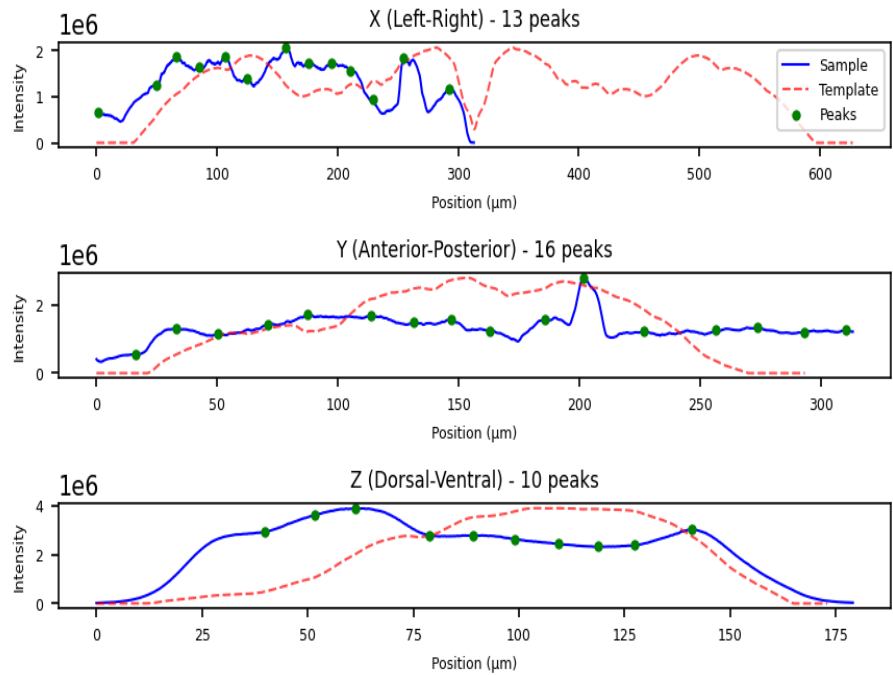 X (Left-Right) - 13 peaks
1e6
Intensity
2
1
0
Sample
Template
Peaks
0 100 200 300 400 500 600
Position (µm)
Y (Anterior-Posterior) - 16 peaks
1e6
Intensity
2
0
0 50 100 150 200 250 300
Position (µm)
Z (Dorsal-Ventral) - 10 peaks
1e6
Intensity
4
2
0
0 25 50 75 100 125 150 175
Position (µm)